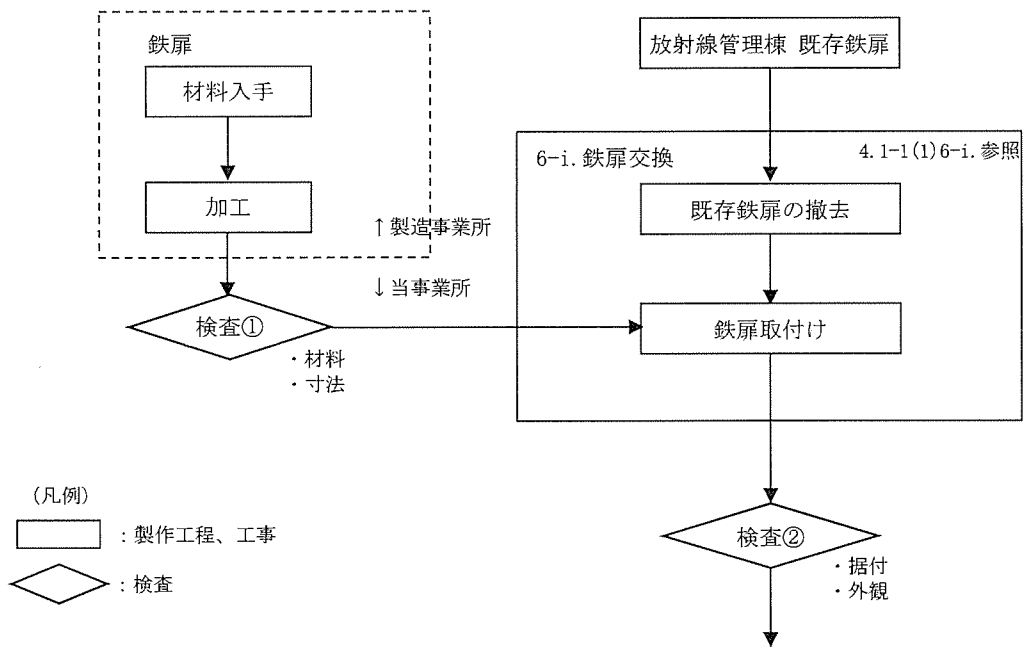 鉄扉
材料入手
加工
↑製造事業所
↓当事業所
検査①
・材料
・寸法
放射線管理棟 既存鉄扉
6-i.鉄扉交換
4.1-1(1)6-i.参照
既存鉄扉の撤去
鉄扉取付け
検査②
・据付
・外観
(凡例)
：製作工程、工事
：検査